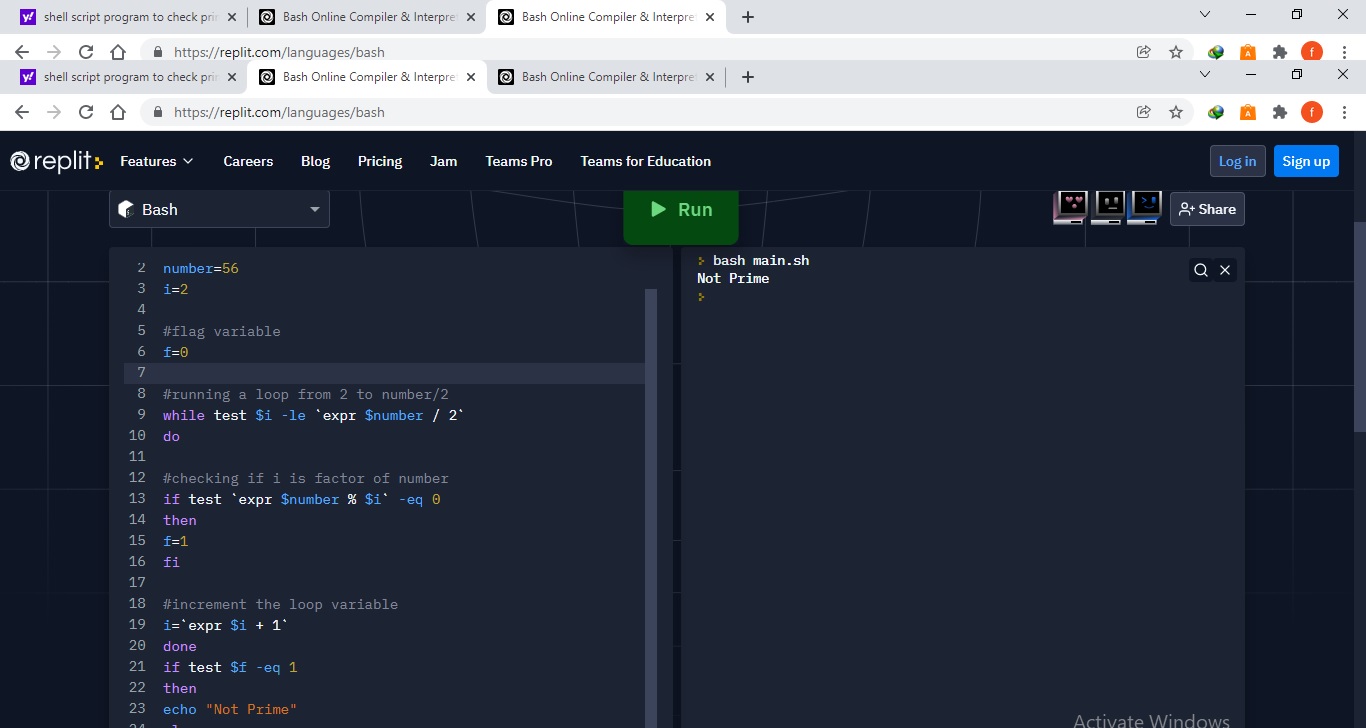 shell script program to check pri
Bash Online Compiler & Interpre
Bash Online Compiler & Interpre
https://replit.com/languages/bash
f
shell script program to check pri
Bash Online Compiler & Interpre
Bash Online Compiler & Interpre
https://replit.com/languages/bash
f
replit
Features
Careers
Blog
Pricing
Jam
Teams Pro
Teams for Education
Log in
Sign up
Bash
Run
Share
2 number=56
3 i=2
4
5 #flag variable
6 f=0
7
8 #running a loop from 2 to number/2
9 while test $i -le `expr $number / 2`
10 do
11
12 #checking if i is factor of number
13 if test `expr $number % $i` -eq 0
14 then
15 f=1
16 fi
17
18 #increment the loop variable
19 i=`expr $i + 1`
20 done
21 if test $f -eq 1
22 then
23 echo "Not Prime"
bash main.sh
Not Prime
Activate Windows